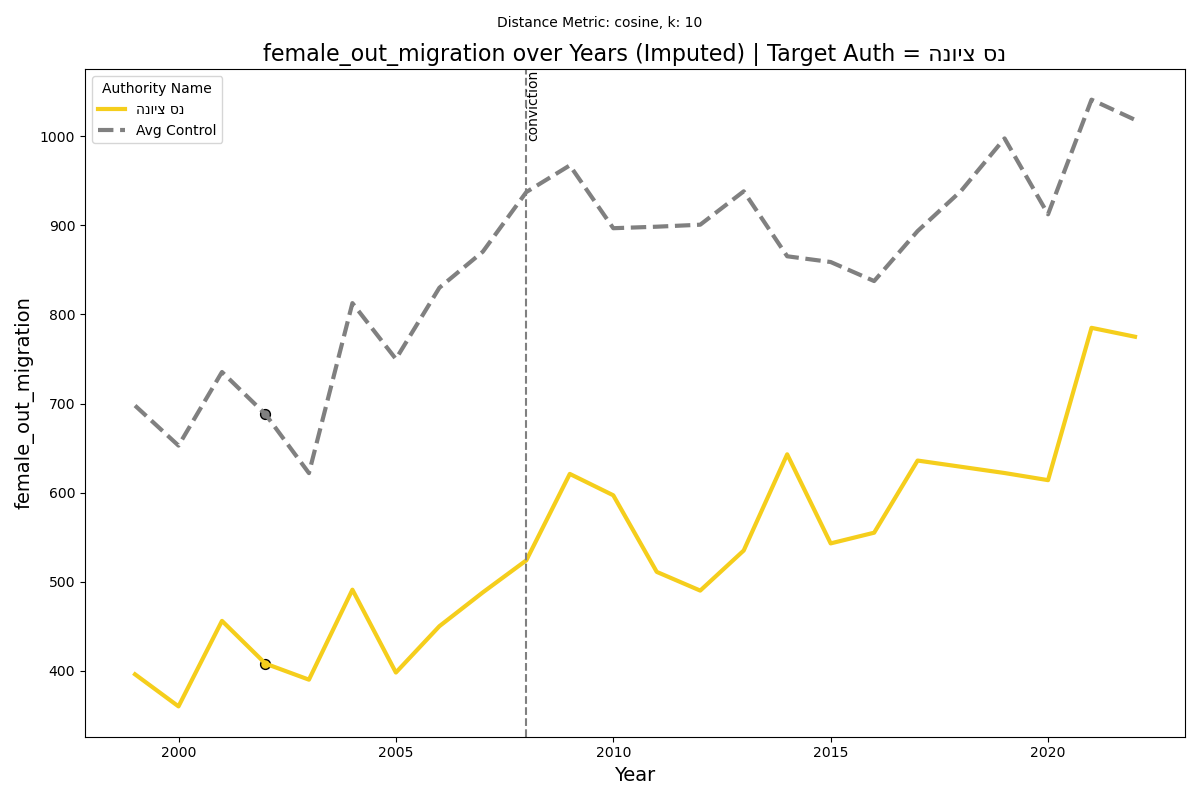 Distance Metric: cosine, k: 10
female_out_migration over Years (Imputed) | Target Auth = נס ציונה
Authority Name
נס ציונה
Avg Control
conviction
1000
900
800
700
600
500
400
female_out_migration
2000
2005
2010
2015
2020
Year